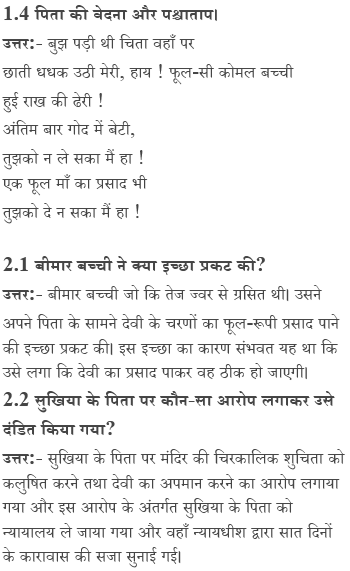 1.4 पिता की वेदना और पश्चाताप।
उत्तर:- बुझ पड़ी थी चिता वहाँ पर
छाती धधक उठी मेरी, हाय ! फूल-सी कोमल बच्ची
हुई राख की ढेरी !
अंतिम बार गोद में बेटी,
तुझको न ले सका मैं हा !
एक फूल माँ का प्रसाद भी
तुझको दे न सका मैं हा !
2.1 बीमार बच्ची ने क्या इच्छा प्रकट की?
उत्तर:- बीमार बच्ची जो कि तेज ज्वर से ग्रसित थी। उसने
अपने पिता के सामने देवी के चरणों का फूल-रूपी प्रसाद पाने
की इच्छा प्रकट की। इस इच्छा का कारण संभवत यह था कि
उसे लगा कि देवी का प्रसाद पाकर वह ठीक हो जाएगी।
2.2 सुखिया के पिता पर कौन-सा आरोप लगाकर उसे
दंडित किया गया?
उत्तर:- सुखिया के पिता पर मंदिर की चिरकालिक शुचिता को
कलुषित करने तथा देवी का अपमान करने का आरोप लगाया
गया और इस आरोप के अंतर्गत सुखिया के पिता को
न्यायालय ले जाया गया और वहाँ न्यायधीश द्वारा सात दिनों
के कारावास की सजा सुनाई गई।